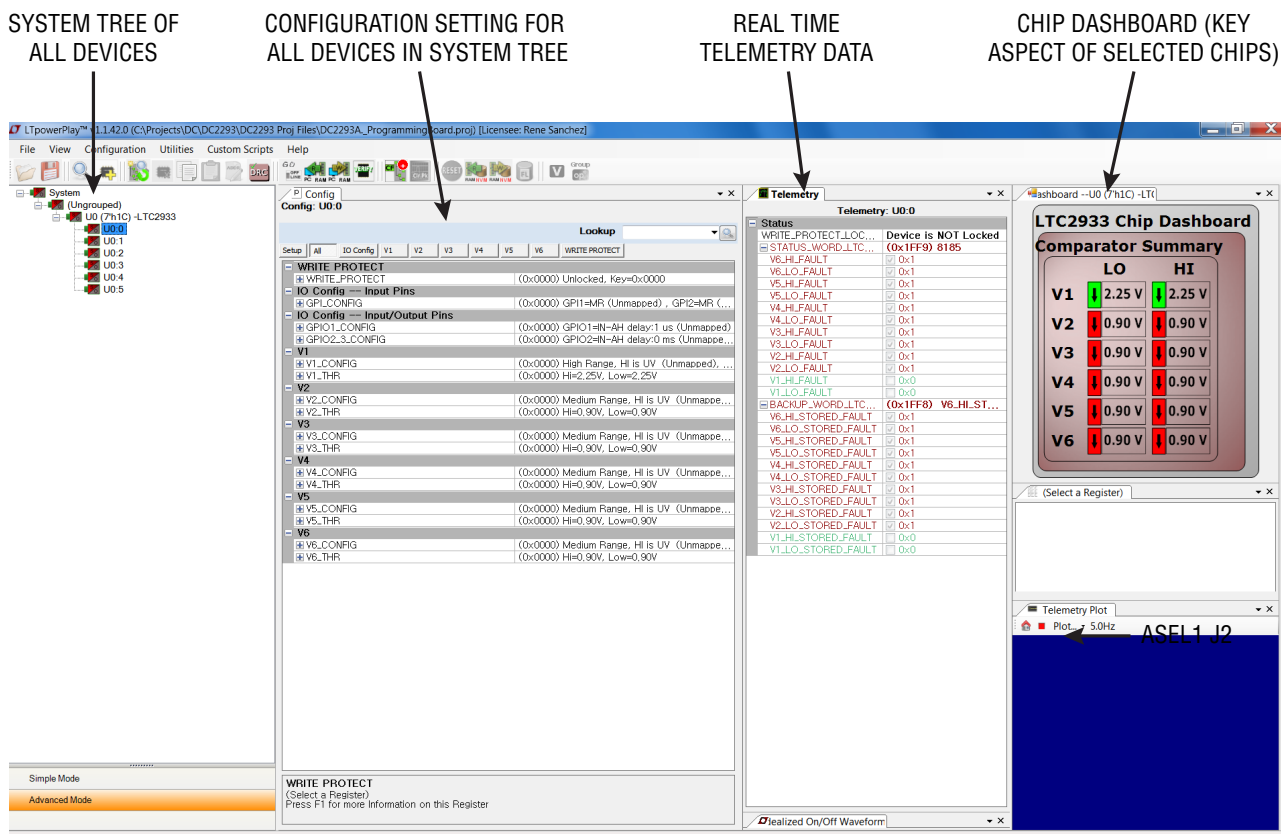 SYSTEM TREE OF
ALL DEVICES
CONFIGURATION SETTING FOR
ALL DEVICES IN SYSTEM TREE
REAL TIME
TELEMETRY DATA
CHIP DASHBOARD (KEY
ASPECT OF SELECTED CHIPS)
LTpowerPlay™ v1.1.42.0 (C:\Projects\DC\DC2293\DC2293 Proj Files\DC2293A_ProgrammingBoard.proj) [Licensee: Rene Sanchez]
File View Configuration Utilities Custom Scripts Help
System
(Ungrouped)
U0 (7'h1C) -LTC2933
U0:0
U0:1
U0:2
U0:3
U0:4
U0:5
Simple Mode
Advanced Mode
Config
Config: U0:0
Lookup
Setup All IO Config V1 V2 V3 V4 V5 V6 WRITE PROTECT
WRITE PROTECT
WRITE_PROTECT (0x0000) Unlocked, Key=0x0000
IO Config -- Input Pins
GPI_CONFIG (0x0000) GPI1=MR (Unmapped) , GPI2=MR (...
IO Config -- Input/Output Pins
GPIO1_CONFIG (0x0000) GPIO1=IN-AH delay:1 us (Unmapped)
GPIO2_3_CONFIG (0x0000) GPIO2=IN-AH delay:0 ms (Unmappe...
V1
V1_CONFIG (0x0000) High Range, HI is UV (Unmapped), ...
V1_THR (0x0000) Hi=2.25V, Low=2.25V
V2
V2_CONFIG (0x0000) Medium Range, HI is UV (Unmappe...
V2_THR (0x0000) Hi=0.90V, Low=0.90V
V3
V3_CONFIG (0x0000) Medium Range, HI is UV (Unmappe...
V3_THR (0x0000) Hi=0.90V, Low=0.90V
V4
V4_CONFIG (0x0000) Medium Range, HI is UV (Unmappe...
V4_THR (0x0000) Hi=0.90V, Low=0.90V
V5
V5_CONFIG (0x0000) Medium Range, HI is UV (Unmappe...
V5_THR (0x0000) Hi=0.90V, Low=0.90V
V6
V6_CONFIG (0x0000) Medium Range, HI is UV (Unmappe...
V6_THR (0x0000) Hi=0.90V, Low=0.90V
WRITE PROTECT
(Select a Register)
Press F1 for more Information on this Register
Telemetry
Telemetry: U0:0
Status
WRITE_PROTECT_LOC... Device is NOT Locked
STATUS_WORD_LTC... (0x1FF9) 8185
V6_HI_FAULT 0x1
V6_LO_FAULT 0x1
V5_HI_FAULT 0x1
V5_LO_FAULT 0x1
V4_HI_FAULT 0x1
V4_LO_FAULT 0x1
V3_HI_FAULT 0x1
V3_LO_FAULT 0x1
V2_HI_FAULT 0x1
V2_LO_FAULT 0x1
V1_HI_FAULT 0x0
V1_LO_FAULT 0x0
BACKUP_WORD_LTC... (0x1FF8) V6_HI_ST...
V6_HI_STORED_FAULT 0x1
V6_LO_STORED_FAULT 0x1
V5_HI_STORED_FAULT 0x1
V5_LO_STORED_FAULT 0x1
V4_HI_STORED_FAULT 0x1
V4_LO_STORED_FAULT 0x1
V3_HI_STORED_FAULT 0x1
V3_LO_STORED_FAULT 0x1
V2_HI_STORED_FAULT 0x1
V2_LO_STORED_FAULT 0x1
V1_HI_STORED_FAULT 0x0
V1_LO_STORED_FAULT 0x0
Idealized On/Off Waveform
ashboard --U0 (7'h1C) -LT(
LTC2933 Chip Dashboard
Comparator Summary
LO HI
V1 2.25 V 2.25 V
V2 0.90 V 0.90 V
V3 0.90 V 0.90 V
V4 0.90 V 0.90 V
V5 0.90 V 0.90 V
V6 0.90 V 0.90 V
(Select a Register)
Telemetry Plot
Plot... 5.0Hz
ASEL1 J2